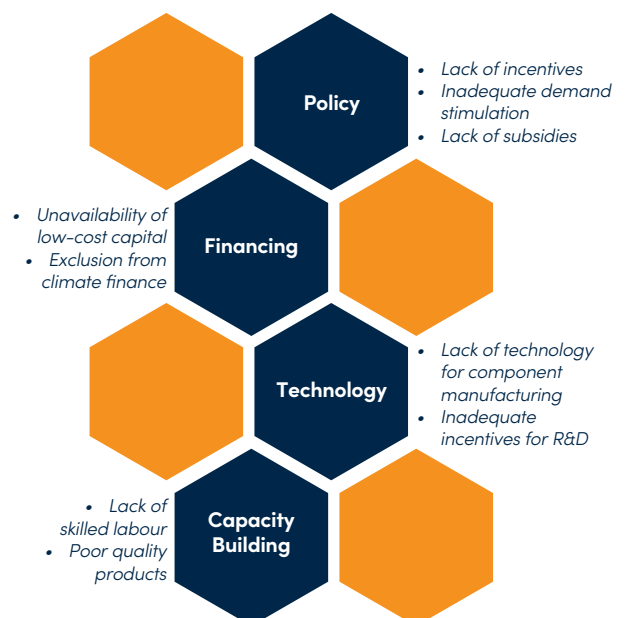 Policy
• Lack of incentives
• Inadequate demand
stimulation
• Lack of subsidies
• Unavailability of
low-cost capital
• Exclusion from
climate finance
Financing
Technology
• Lack of technology
for component
manufacturing
• Inadequate
incentives for R&D
• Lack of
skilled labour
• Poor quality
products
Capacity
Building